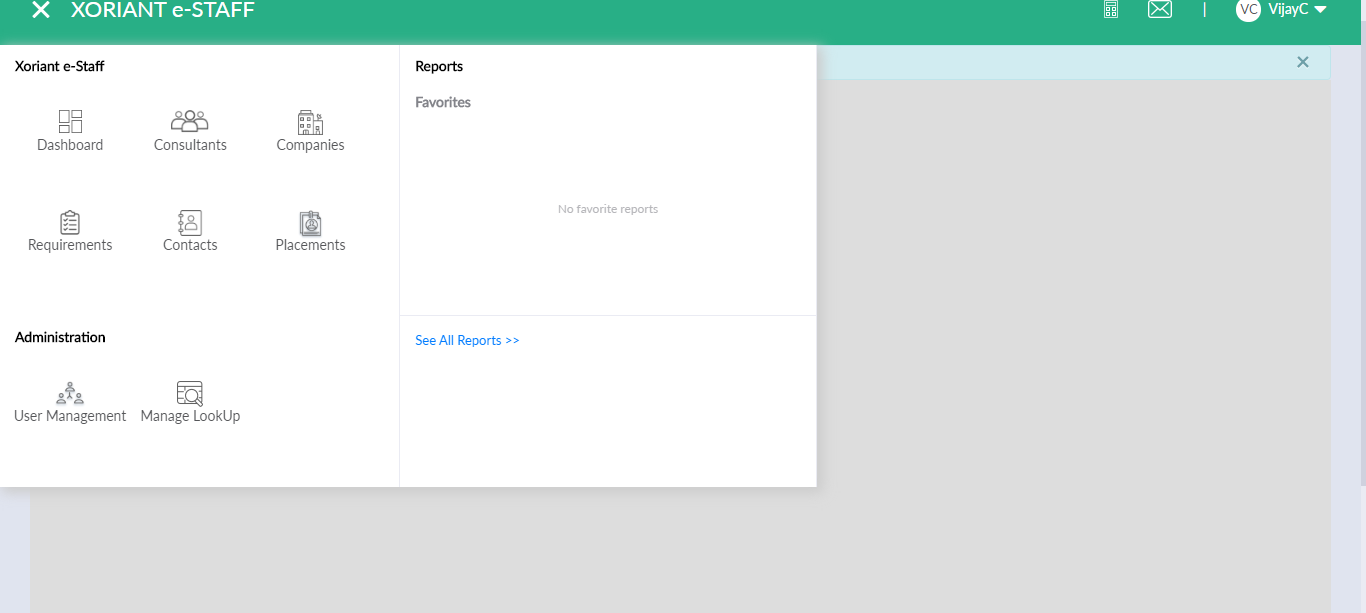 XORIANT e-STAFF
|
VC VijayC
Xoriant e-Staff
Dashboard Consultants Companies
Requirements Contacts Placements
Administration
User Management Manage LookUp
Reports
Favorites
No favorite reports
See All Reports >>